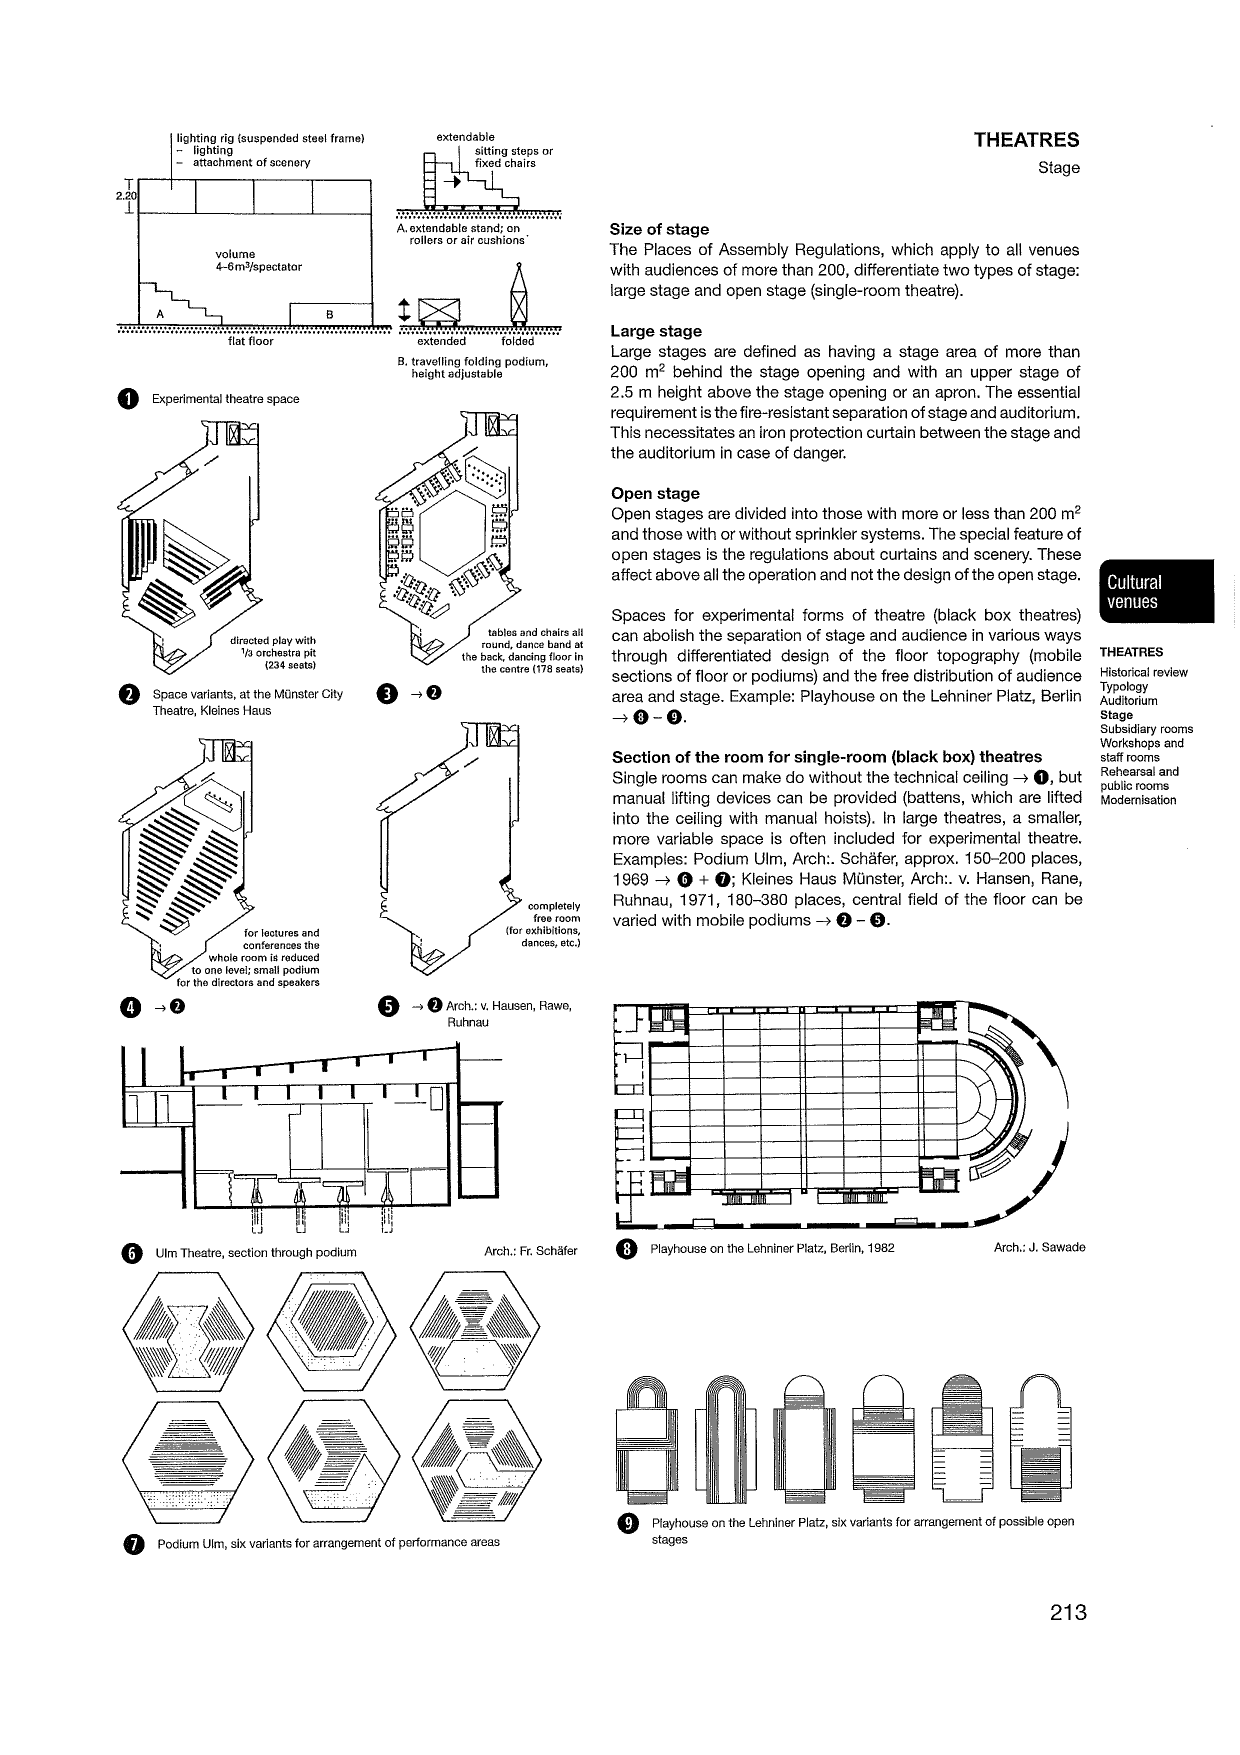 lighting rig (suspended steel frame)
– lighting
– attachment of scenery
2.20
volume
4–6m³/spectator
A
B
flat floor
extendable
sitting steps or
fixed chairs
A. extendable stand; on
rollers or air cushions
extended folded
B. travelling folding podium,
height adjustable
❶ Experimental theatre space
directed play with
1/3 orchestra pit
(234 seats)
❷ Space variants, at the Münster City
Theatre, Kleines Haus
tables and chairs all
round, dance band at
the back, dancing floor in
the centre (178 seats)
❸ → ❷
for lectures and
conferences the
whole room is reduced
to one level; small podium
for the directors and speakers
❹ → ❷
completely
free room
(for exhibitions,
dances, etc.)
❺ → ❷ Arch.: v. Hausen, Rawe,
Ruhnau
❻ Ulm Theatre, section through podium Arch.: Fr. Schäfer
❼ Podium Ulm, six variants for arrangement of performance areas
THEATRES
Stage
Size of stage
The Places of Assembly Regulations, which apply to all venues
with audiences of more than 200, differentiate two types of stage:
large stage and open stage (single-room theatre).
Large stage
Large stages are defined as having a stage area of more than
200 m² behind the stage opening and with an upper stage of
2.5 m height above the stage opening or an apron. The essential
requirement is the fire-resistant separation of stage and auditorium.
This necessitates an iron protection curtain between the stage and
the auditorium in case of danger.
Open stage
Open stages are divided into those with more or less than 200 m²
and those with or without sprinkler systems. The special feature of
open stages is the regulations about curtains and scenery. These
affect above all the operation and not the design of the open stage.
Spaces for experimental forms of theatre (black box theatres)
can abolish the separation of stage and audience in various ways
through differentiated design of the floor topography (mobile
sections of floor or podiums) and the free distribution of audience
area and stage. Example: Playhouse on the Lehniner Platz, Berlin
→ ❽ – ❾.
Section of the room for single-room (black box) theatres
Single rooms can make do without the technical ceiling → ❶, but
manual lifting devices can be provided (battens, which are lifted
into the ceiling with manual hoists). In large theatres, a smaller,
more variable space is often included for experimental theatre.
Examples: Podium Ulm, Arch:. Schäfer, approx. 150–200 places,
1969 → ❻ + ❼; Kleines Haus Münster, Arch:. v. Hansen, Rane,
Ruhnau, 1971, 180–380 places, central field of the floor can be
varied with mobile podiums → ❷ – ❺.
❽ Playhouse on the Lehniner Platz, Berlin, 1982 Arch.: J. Sawade
❾ Playhouse on the Lehniner Platz, six variants for arrangement of possible open
stages
Cultural
venues
THEATRES
Historical review
Typology
Auditorium
Stage
Subsidiary rooms
Workshops and
staff rooms
Rehearsal and
public rooms
Modernisation
213